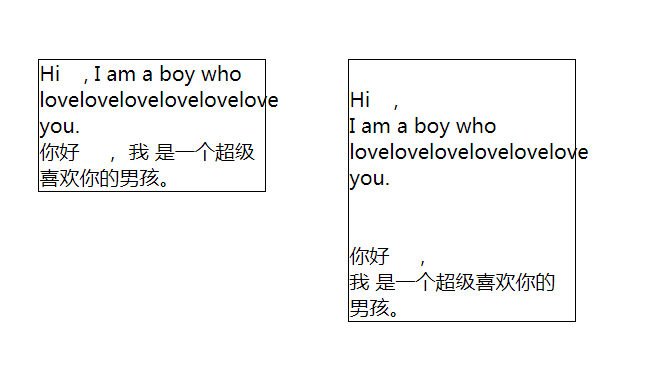 Hi    , I am a boy who
lovelovelovelovelovelove
you.
你好     ，我 是一个超级
喜欢你的男孩。
Hi    ,
I am a boy who
lovelovelovelovelovelove
you.
你好     ，
我 是一个超级喜欢你的
男孩。